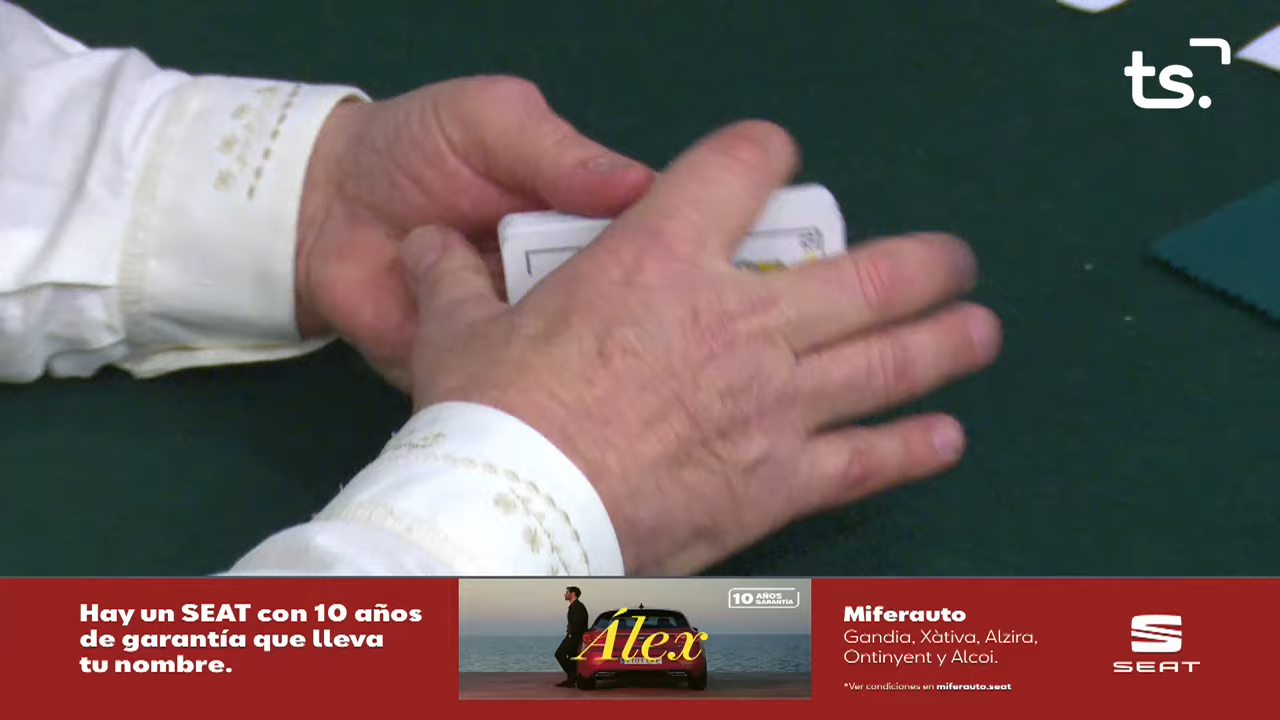 ts.
Hay un SEAT con 10 años
de garantía que lleva
tu nombre.
10 AÑOS
GARANTÍA
Álex
Miferauto
Gandia, Xàtiva, Alzira,
Ontinyent y Alcoi.
*Ver condiciones en miferauto.seat
SEAT